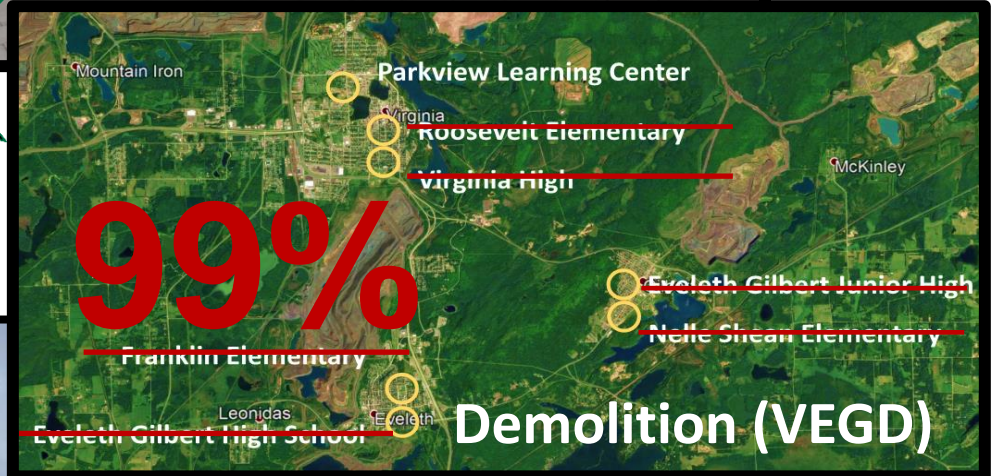 Mountain Iron
Parkview Learning Center
Virginia
Roosevelt Elementary
Virginia High
McKinley
99%
Eveleth Gilbert Junior High
Nelle Shean Elementary
Franklin Elementary
Leonidas
Eveleth
Eveleth Gilbert High School
Demolition (VEGD)